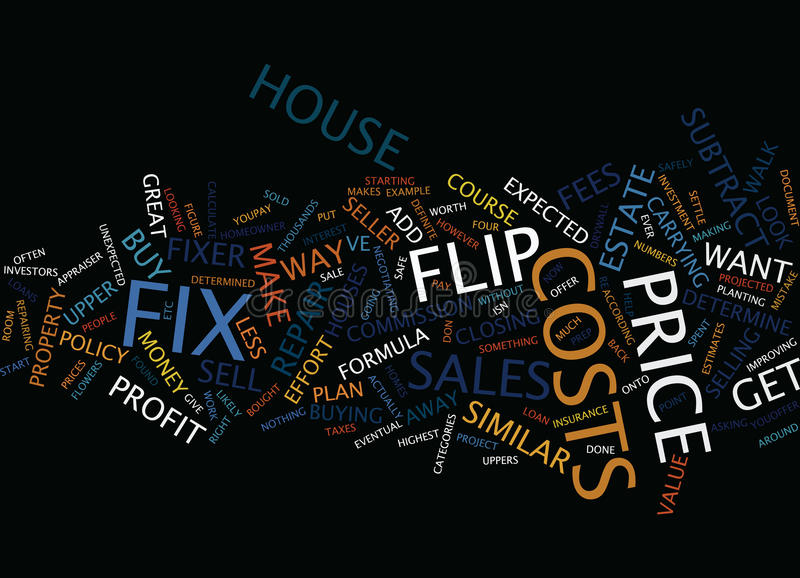 HOUSE
SUBTRACT
WALK
LOOK
DOCUMENT
SAFELY
INVESTMENT
SETTLE
MAKING
EVER
DRYWALL
FEES
ESTATE
CARRYING
NUMBERS
WANT
PROJECTED
PLANTING
MISTAKE
DETERMINE
ACCORDING
HELP
RE
BACK
SPENT
ESTIMATES
SELLING
IMPROVING
GET
YOUOFFER
ASKING
AROUND
POINT
ONTO
PRICE
VALUE
COSTS
EXPECTED
COURSE
STARTING
MAKES
EXAMPLE
WORTH
DEFINITE
HOWEVER
FOUR
ADD
SELLER
SAFE
NEGOTIATING
FLIP
PAY
WITHOUT
ISN
OFFER
NOW
MUCH
PREP
CLOSING
SOMETHING
COMMISSION
DON
SALES
FORMULA
HOMES
ACTUALLY
AWAY
SIMILAR
LOAN
INSURANCE
DONE
UPPERS
PROJECT
CATEGORIES
HIGHEST
EVENTUAL
TAXES
BUYING
PLAN
EFFORT
NOTHING
BOUGHT
REPAIR
HOUSES
GOING
VE
WAY
SALE
INTEREST
PUT
THOUSANDS
SOLD
YOUPAY
HOMEOWNER
CALCULATE
FIGURE
LOOKING
GREAT
UNEXPECTED
APPRAISER
OFTEN
INVESTORS
LOANS
ROOM
REPAIRING
START
PROPERTY
UPPER
BUY
FIXER
DETERMINED
MAKE
LESS
FIX
ETC
PEOPLE
POLICY
PRICES
FLOWERS
FOUND
MONEY
PROFIT
GIVE
WORK
RIGHT
LIKELY
SELL
dreamstime